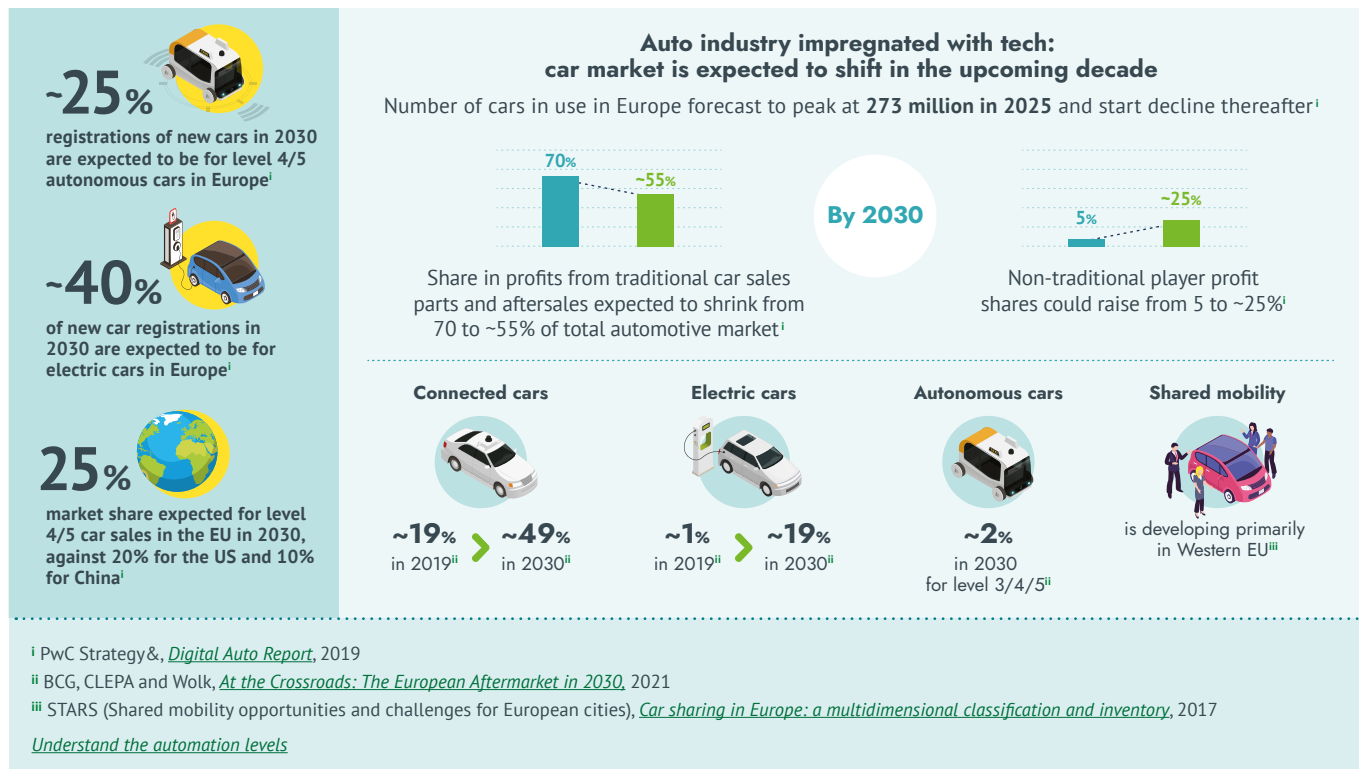 ~25%
registrations of new cars in 2030
are expected to be for level 4/5
autonomous cars in Europeⁱ
~40%
of new car registrations in
2030 are expected to be for
electric cars in Europeⁱ
25%
market share expected for level
4/5 car sales in the EU in 2030,
against 20% for the US and 10%
for Chinaⁱ
Auto industry impregnated with tech:
car market is expected to shift in the upcoming decade
Number of cars in use in Europe forecast to peak at 273 million in 2025 and start decline thereafterⁱ
70%
~55%
Share in profits from traditional car sales
parts and aftersales expected to shrink from
70 to ~55% of total automotive marketⁱ
By 2030
5%
~25%
Non-traditional player profit
shares could raise from 5 to ~25%ⁱ
Connected cars
~19%
in 2019ⁱⁱ
~49%
in 2030ⁱⁱ
Electric cars
~1%
in 2019ⁱⁱ
~19%
in 2030ⁱⁱ
Autonomous cars
~2%
in 2030
for level 3/4/5ⁱⁱ
Shared mobility
is developing primarily
in Western EUⁱⁱⁱ
ⁱ PwC Strategy&, Digital Auto Report, 2019
ⁱⁱ BCG, CLEPA and Wolk, At the Crossroads: The European Aftermarket in 2030, 2021
ⁱⁱⁱ STARS (Shared mobility opportunities and challenges for European cities), Car sharing in Europe: a multidimensional classification and inventory, 2017
Understand the automation levels